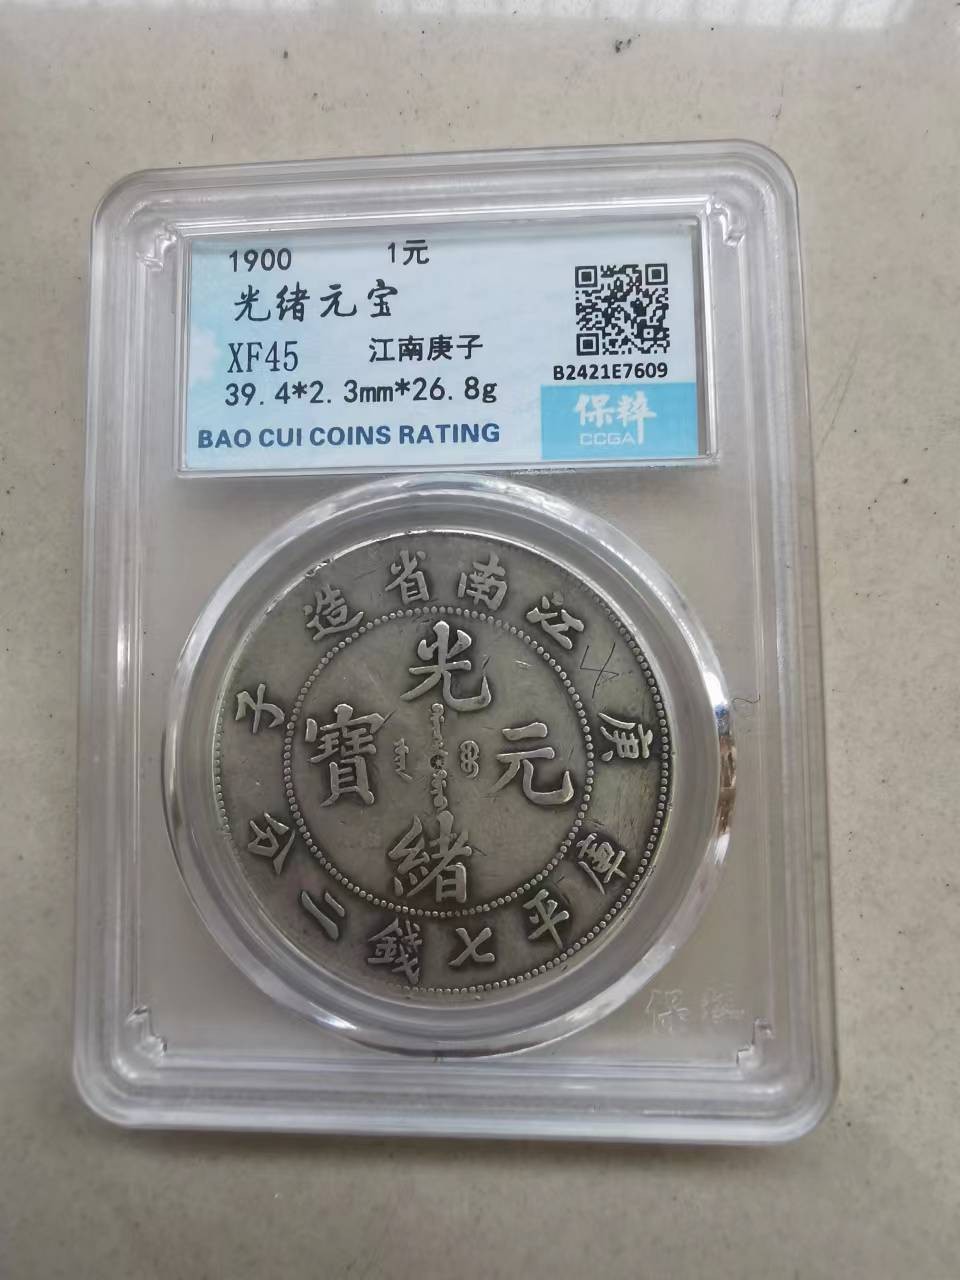 1900 1元
光绪元宝
XF45 江南庚子
39.4*2.3mm*26.8g
BAO CUI COINS RATING
B2421E7609
保粹
CCGA
造省南江
子 庚
光
寶 元
緒
分二錢七平庫
保粹